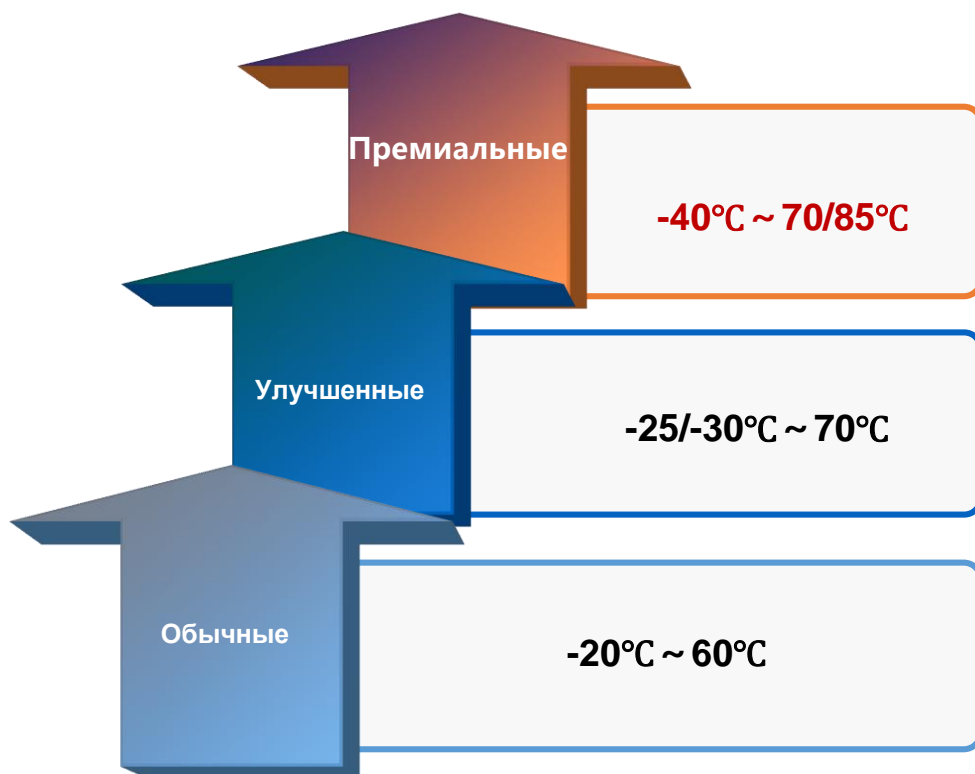 Премиальные
-40℃ ~ 70/85℃
Улучшенные
-25/-30℃ ~ 70℃
Обычные
-20℃ ~ 60℃